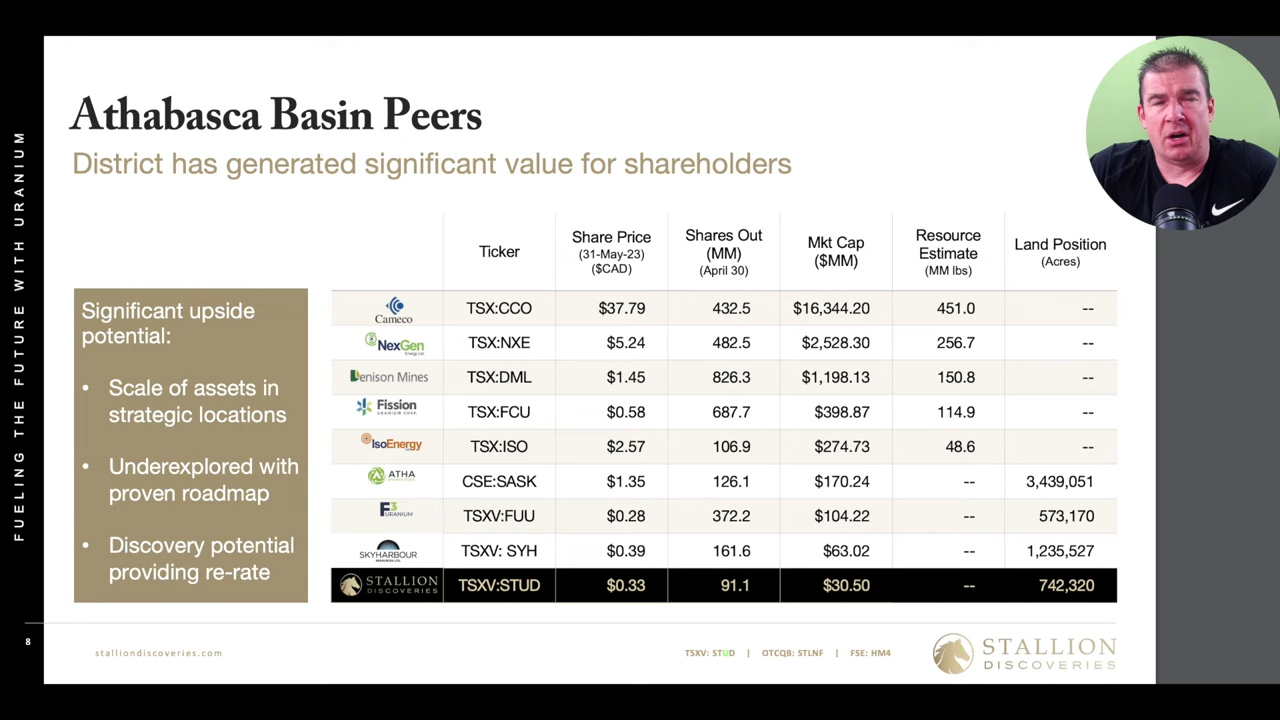 FUELING THE FUTURE WITH URANIUM
Athabasca Basin Peers
District has generated significant value for shareholders
Significant upside
potential:
• Scale of assets in
strategic locations
• Underexplored with
proven roadmap
• Discovery potential
providing re-rate
Ticker
Share Price
(31-May-23)
($CAD)
Shares Out
(MM)
(April 30)
Mkt Cap
($MM)
Resource
Estimate
(MM lbs)
Land Position
(Acres)
Cameco TSX:CCO $37.79 432.5 $16,344.20 451.0 --
NexGen Energy Ltd TSX:NXE $5.24 482.5 $2,528.30 256.7 --
Denison Mines TSX:DML $1.45 826.3 $1,198.13 150.8 --
Fission URANIUM CORP. TSX:FCU $0.58 687.7 $398.87 114.9 --
IsoEnergy TSX:ISO $2.57 106.9 $274.73 48.6 --
ATHA CSE:SASK $1.35 126.1 $170.24 -- 3,439,051
F3 URANIUM TSXV:FUU $0.28 372.2 $104.22 -- 573,170
SKYHARBOUR TSXV: SYH $0.39 161.6 $63.02 -- 1,235,527
STALLION DISCOVERIES TSXV:STUD $0.33 91.1 $30.50 -- 742,320
8
stalliondiscoveries.com
TSXV: STUD | OTCQB: STLNF | FSE: HM4
STALLION
DISCOVERIES